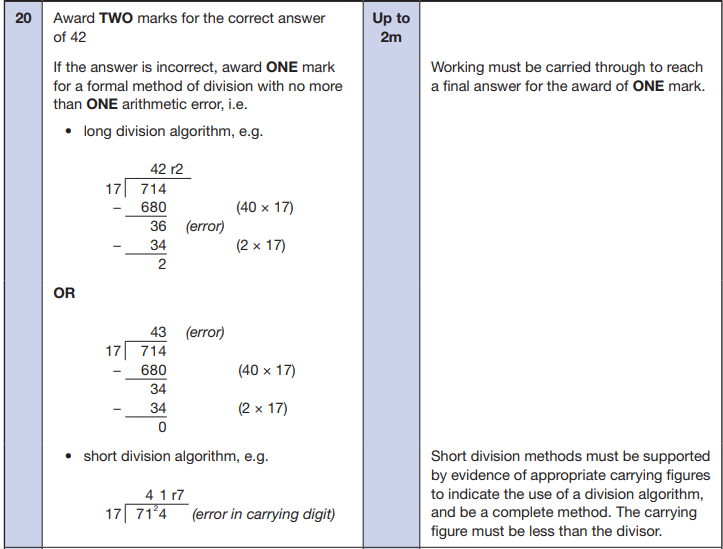 20 Award TWO marks for the correct answer Up to
of 42 2m
If the answer is incorrect, award ONE mark Working must be carried through to reach
for a formal method of division with no more a final answer for the award of ONE mark.
than ONE arithmetic error, i.e.
• long division algorithm, e.g.
42 r2
17 714
– 680 (40 × 17)
36 (error)
– 34 (2 × 17)
2
OR
43 (error)
17 714
– 680 (40 × 17)
34
– 34 (2 × 17)
0
• short division algorithm, e.g. Short division methods must be supported
by evidence of appropriate carrying figures
4 1 r7 to indicate the use of a division algorithm,
17 71²4 (error in carrying digit) and be a complete method. The carrying
figure must be less than the divisor.